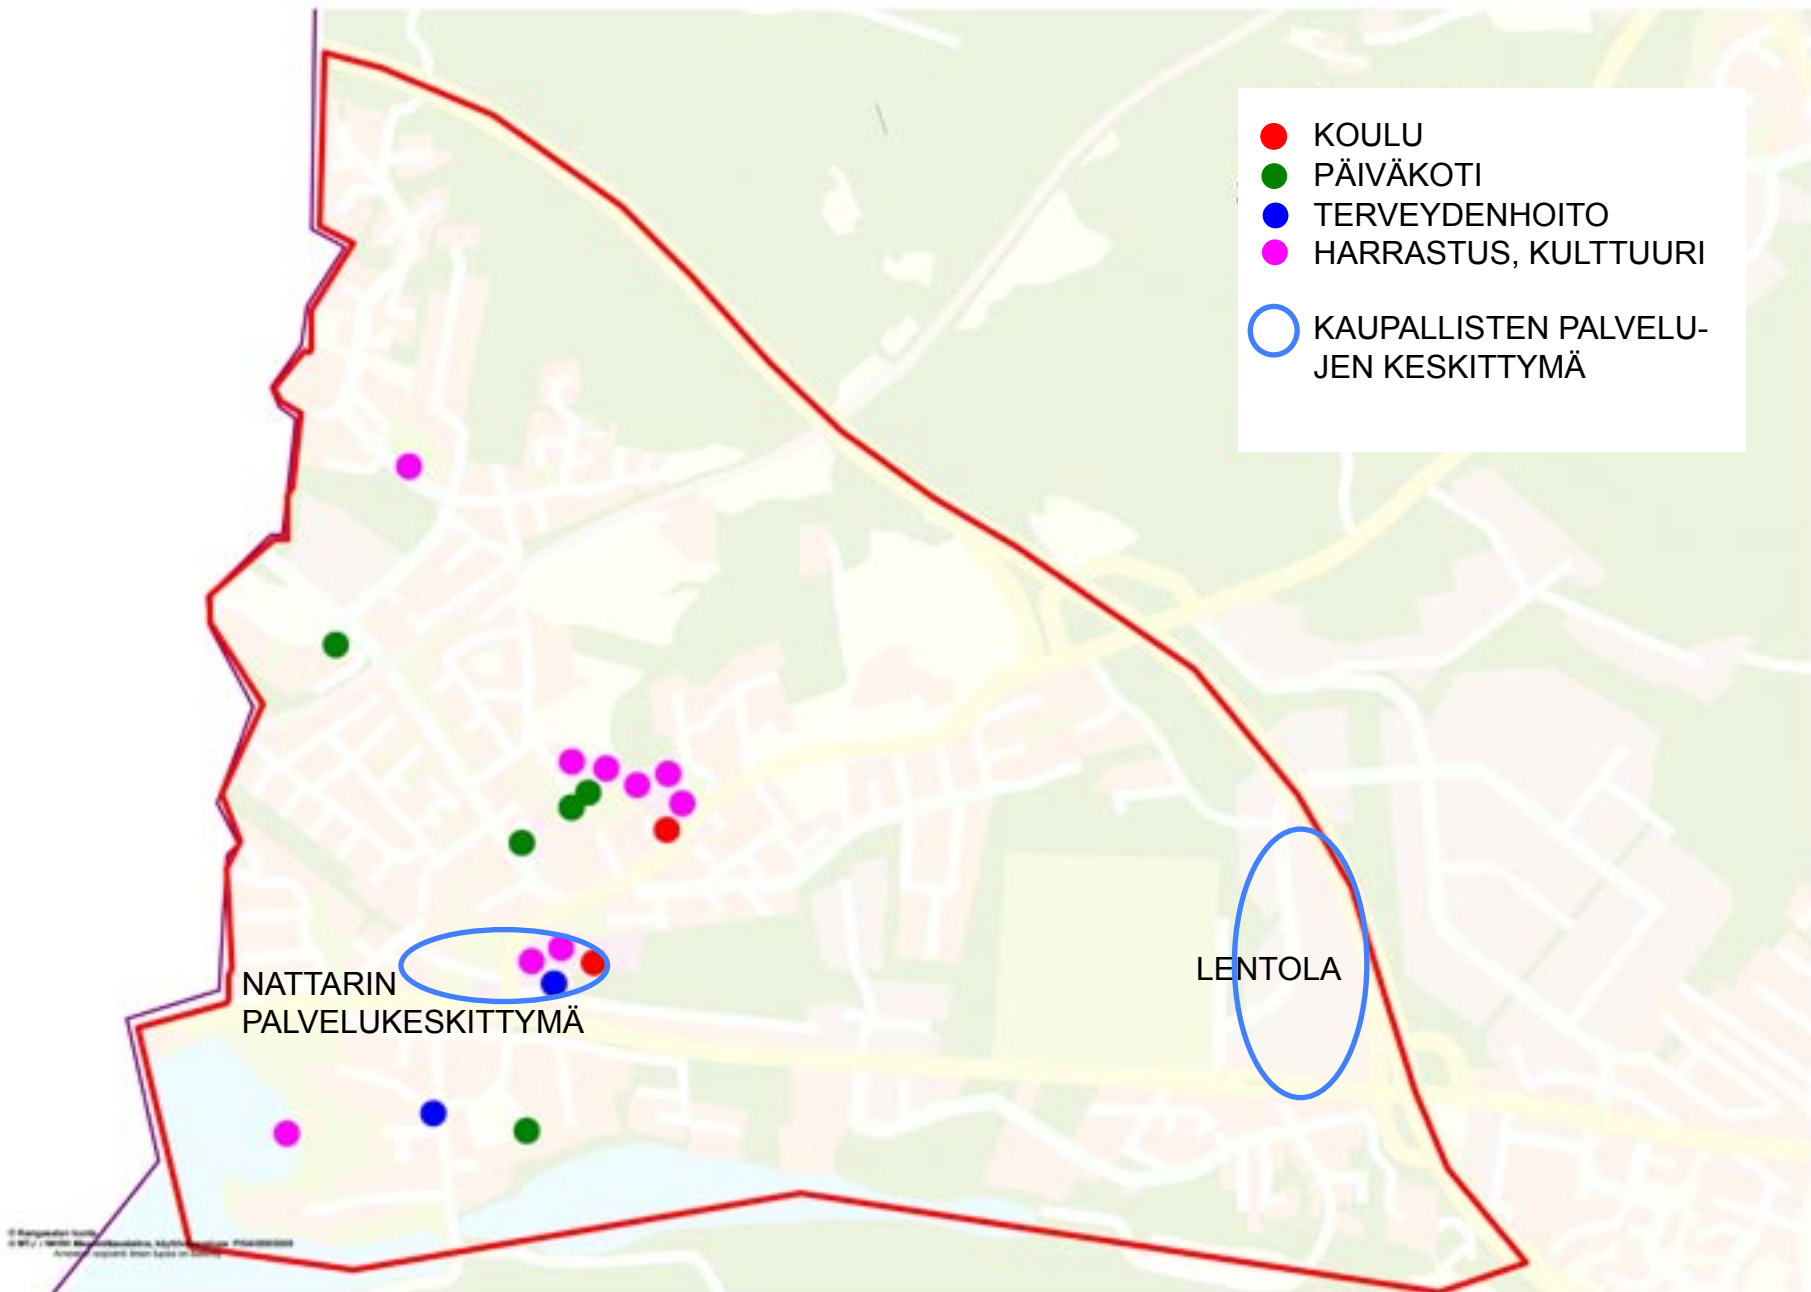 KOULU
PÄIVÄKOTI
TERVEYDENHOITO
HARRASTUS, KULTTUURI
KAUPALLISTEN PALVELU-
JEN KESKITTYMÄ
NATTARIN
PALVELUKESKITTYMÄ
LENTOLA